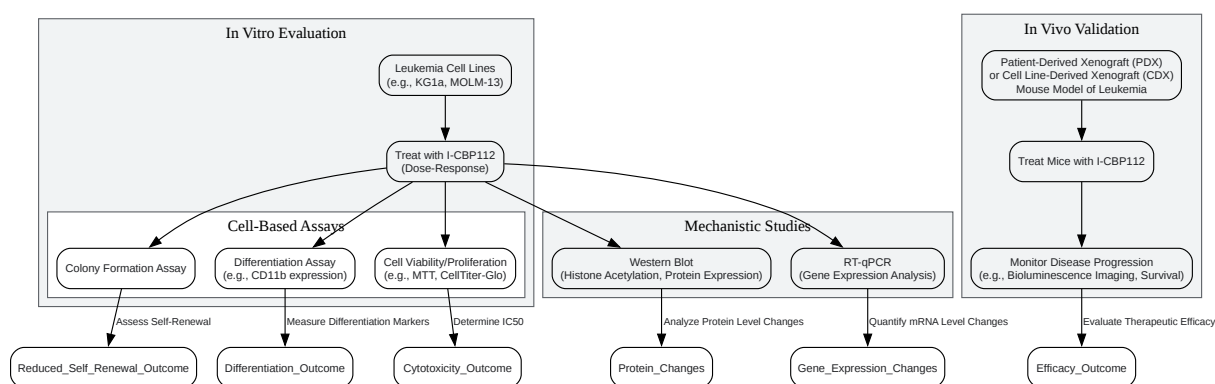 In Vitro Evaluation
In Vivo Validation
Leukemia Cell Lines
(e.g., KG1a, MOLM-13)
Patient-Derived Xenograft (PDX)
or Cell Line-Derived Xenograft (CDX)
Mouse Model of Leukemia
Treat with I-CBP112
(Dose-Response)
Treat Mice with I-CBP112
Cell-Based Assays
Mechanistic Studies
Colony Formation Assay
Differentiation Assay
(e.g., CD11b expression)
Cell Viability/Proliferation
(e.g., MTT, CellTiter-Glo)
Western Blot
(Histone Acetylation, Protein Expression)
RT-qPCR
(Gene Expression Analysis)
Monitor Disease Progression
(e.g., Bioluminescence Imaging, Survival)
Assess Self-Renewal
Measure Differentiation Markers
Determine IC50
Analyze Protein Level Changes
Quantify mRNA Level Changes
Evaluate Therapeutic Efficacy
Reduced_Self_Renewal_Outcome
Differentiation_Outcome
Cytotoxicity_Outcome
Protein_Changes
Gene_Expression_Changes
Efficacy_Outcome